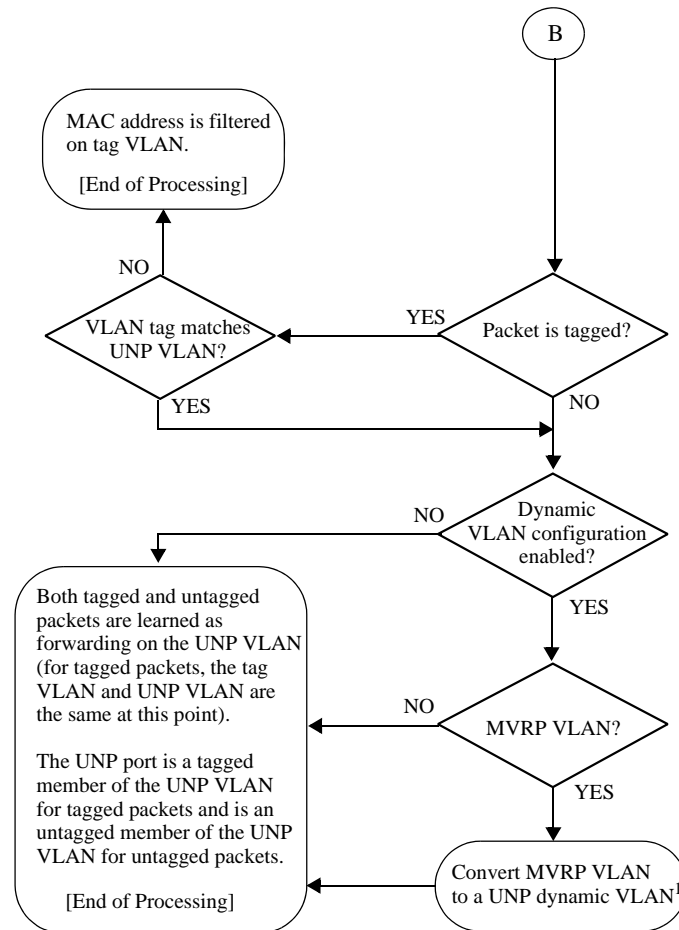 B
MAC address is filtered
on tag VLAN.
[End of Processing]
NO
YES
VLAN tag matches
UNP VLAN?
Packet is tagged?
YES
NO
NO
Dynamic
VLAN configuration
enabled?
YES
Both tagged and untagged
packets are learned as
forwarding on the UNP VLAN
(for tagged packets, the tag
VLAN and UNP VLAN are
the same at this point).
The UNP port is a tagged
member of the UNP VLAN
for tagged packets and is an
untagged member of the UNP
VLAN for untagged packets.
[End of Processing]
NO
MVRP VLAN?
YES
Convert MVRP VLAN
to a UNP dynamic VLAN1